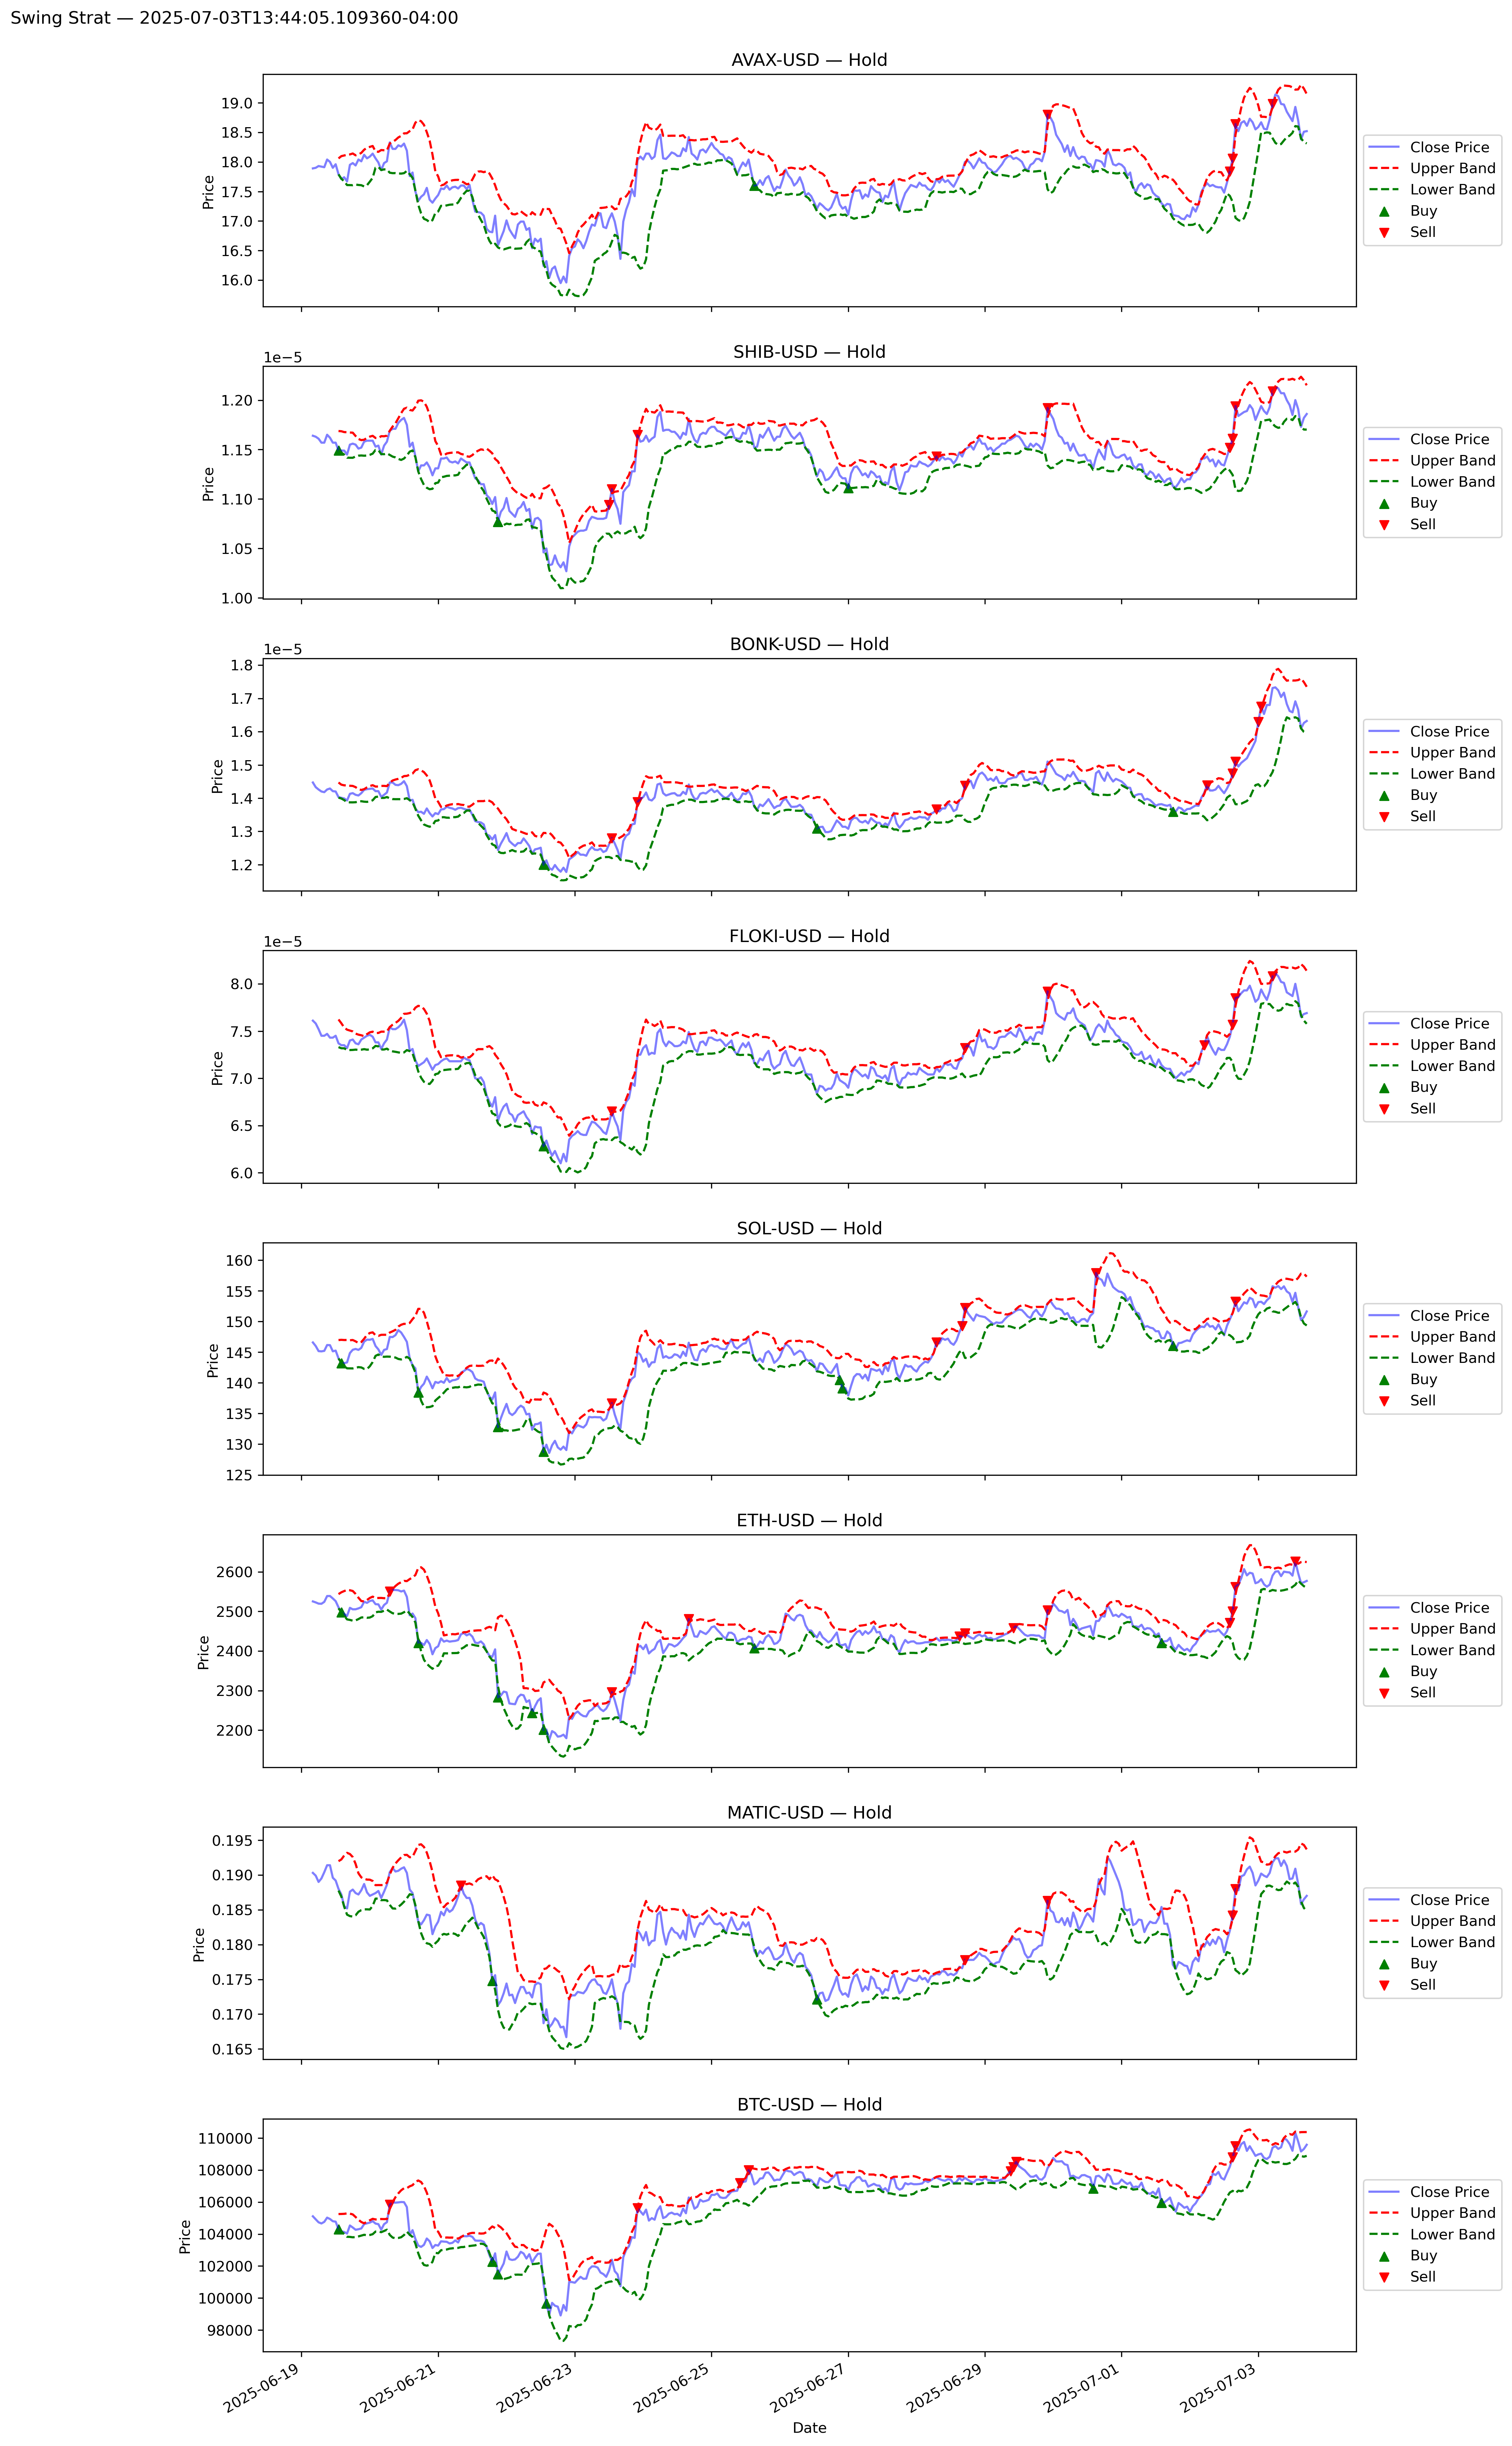 Swing Strat — 2025-07-03T13:44:05.109360-04:00
AVAX-USD — Hold
Price
19.0
18.5
18.0
17.5
17.0
16.5
16.0
Close Price
Upper Band
Lower Band
Buy
Sell
SHIB-USD — Hold
1e−5
Price
1.20
1.15
1.10
1.05
1.00
Close Price
Upper Band
Lower Band
Buy
Sell
BONK-USD — Hold
1e−5
Price
1.8
1.7
1.6
1.5
1.4
1.3
1.2
Close Price
Upper Band
Lower Band
Buy
Sell
FLOKI-USD — Hold
1e−5
Price
8.0
7.5
7.0
6.5
6.0
Close Price
Upper Band
Lower Band
Buy
Sell
SOL-USD — Hold
Price
160
155
150
145
140
135
130
125
Close Price
Upper Band
Lower Band
Buy
Sell
ETH-USD — Hold
Price
2600
2500
2400
2300
2200
Close Price
Upper Band
Lower Band
Buy
Sell
MATIC-USD — Hold
Price
0.195
0.190
0.185
0.180
0.175
0.170
0.165
Close Price
Upper Band
Lower Band
Buy
Sell
BTC-USD — Hold
Price
110000
108000
106000
104000
102000
100000
98000
Close Price
Upper Band
Lower Band
Buy
Sell
2025-06-19
2025-06-21
2025-06-23
2025-06-25
2025-06-27
2025-06-29
2025-07-01
2025-07-03
Date